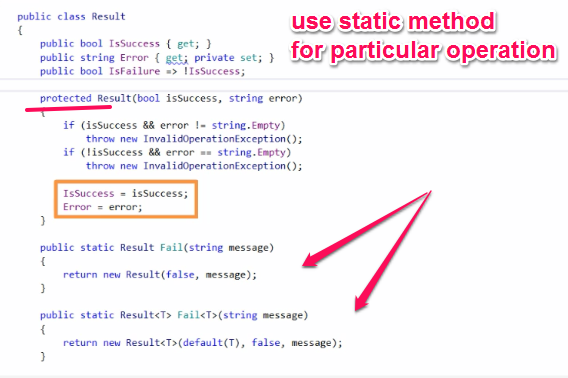 public class Result
use static method
{
for particular operation
public bool IsSuccess { get; }
public string Error { get; private set; }
public bool IsFailure => !IsSuccess;
protected Result(bool isSuccess, string error)
{
if (isSuccess && error != string.Empty)
throw new InvalidOperationException();
if (!isSuccess && error == string.Empty)
throw new InvalidOperationException();
IsSuccess = isSuccess;
Error = error;
}
public static Result Fail(string message)
{
return new Result(false, message);
}
public static Result<T> Fail<T>(string message)
{
return new Result<T>(default(T), false, message);
}